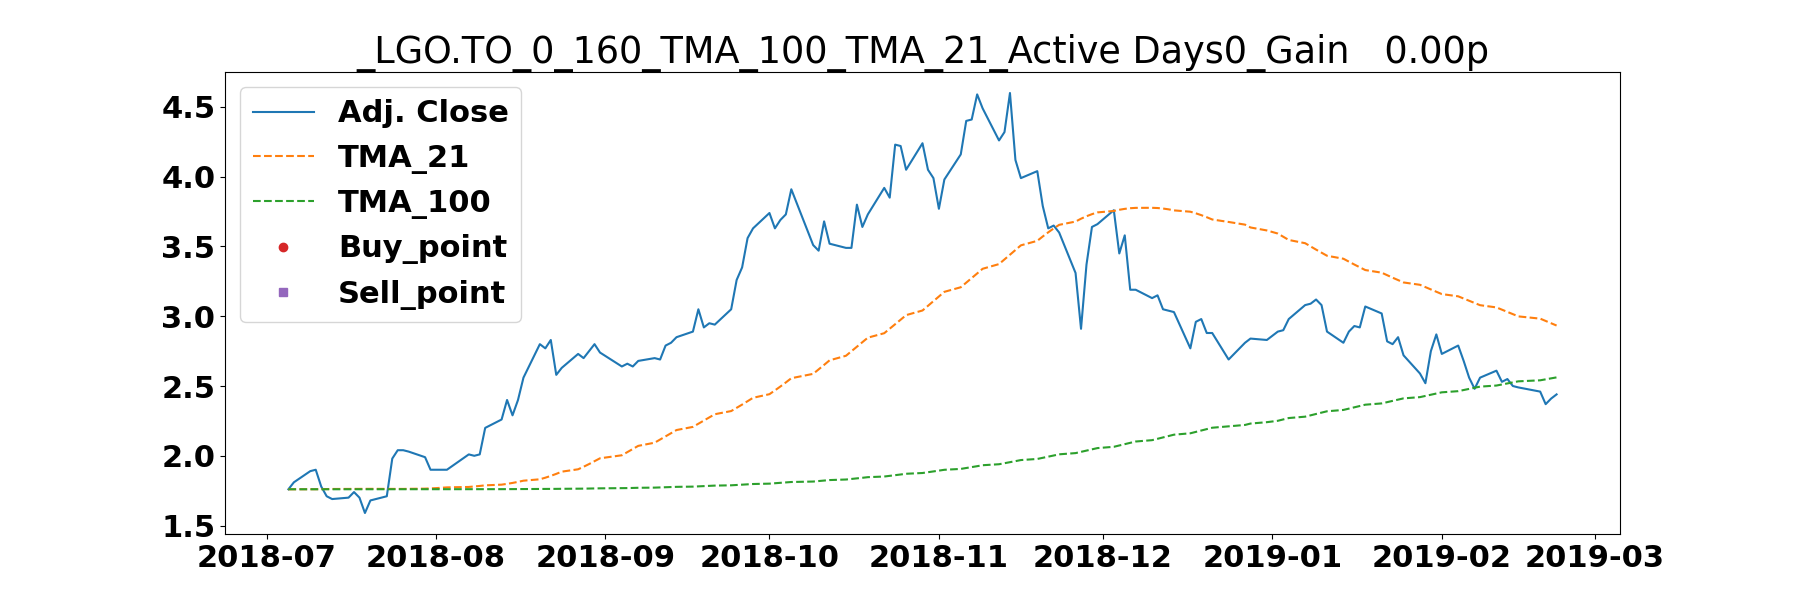 _LGO.TO_0_160_TMA_100_TMA_21_Active Days0_Gain   0.00p
Adj. Close
TMA_21
TMA_100
Buy_point
Sell_point
4.5
4.0
3.5
3.0
2.5
2.0
1.5
2018-07 2018-08 2018-09 2018-10 2018-11 2018-12 2019-01 2019-02 2019-03